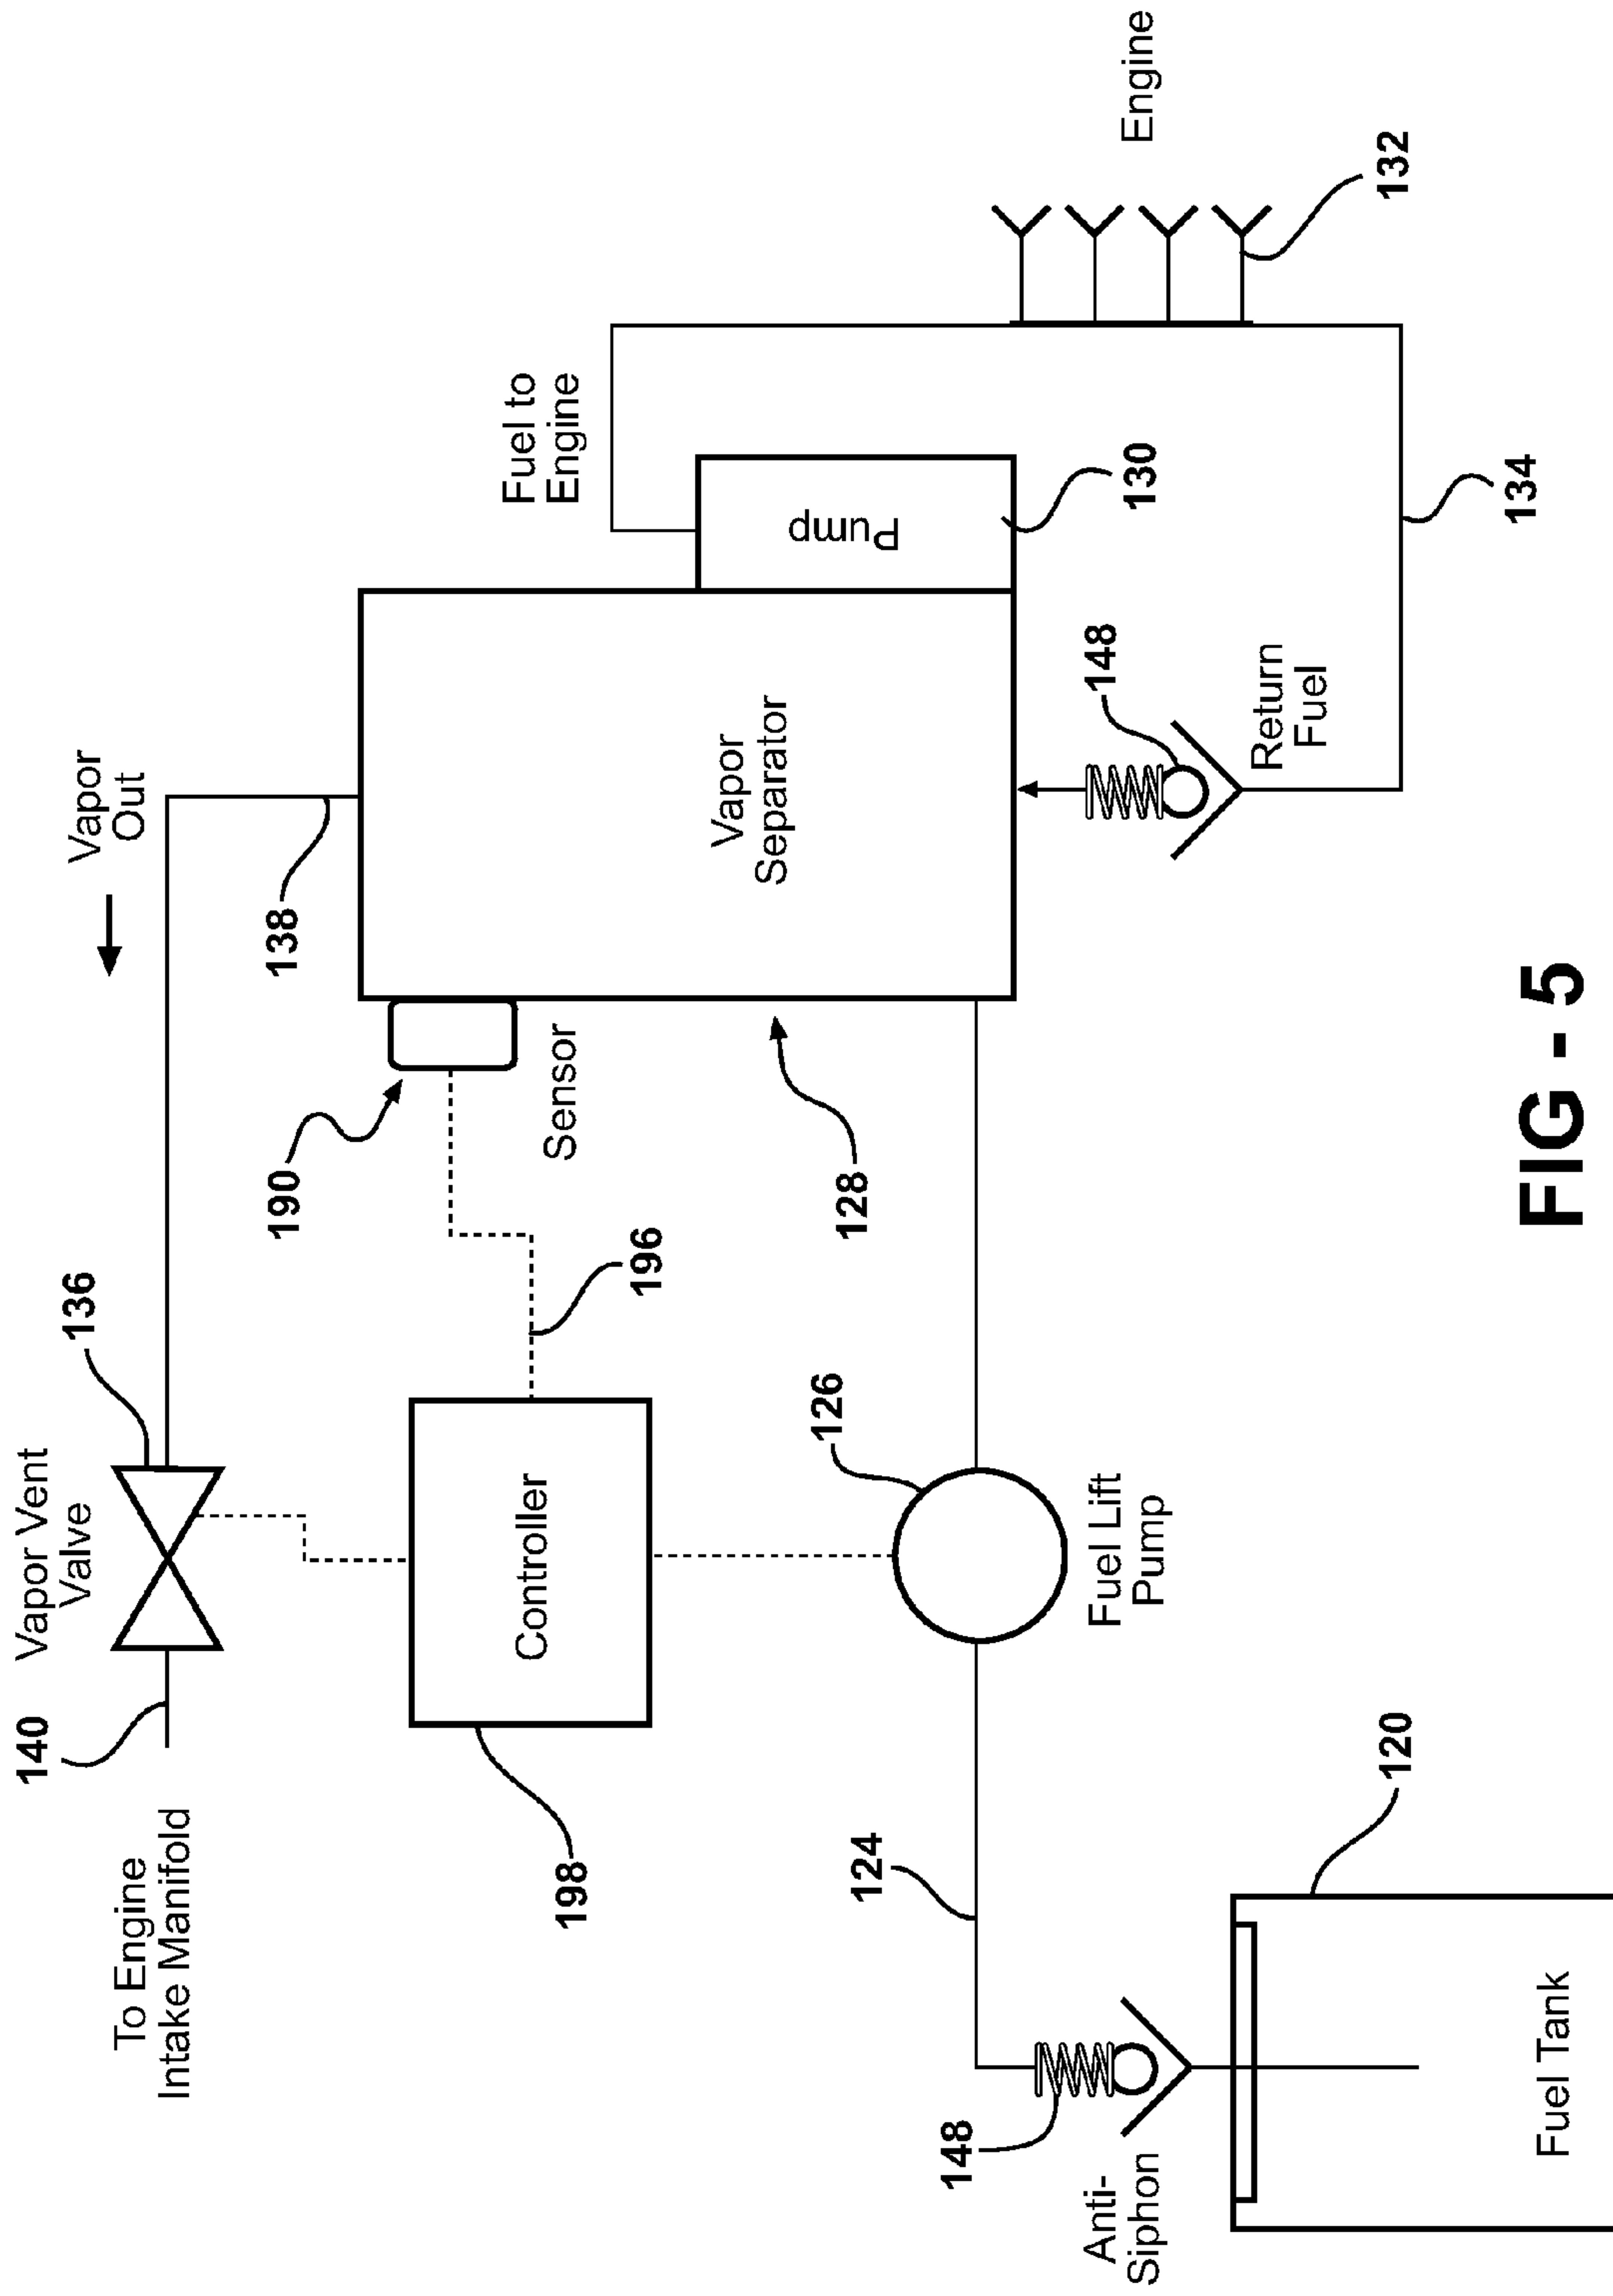 140
Vapor Vent
Valve
136
Vapor
Out
To Engine
Intake Manifold
138
190
Sensor
196
198
Controller
Vapor
Separator
128
Fuel to
Engine
Pump
130
Engine
132
148
Return
Fuel
134
126
Fuel Lift
Pump
124
148
Anti-
Siphon
120
Fuel Tank
FIG - 5